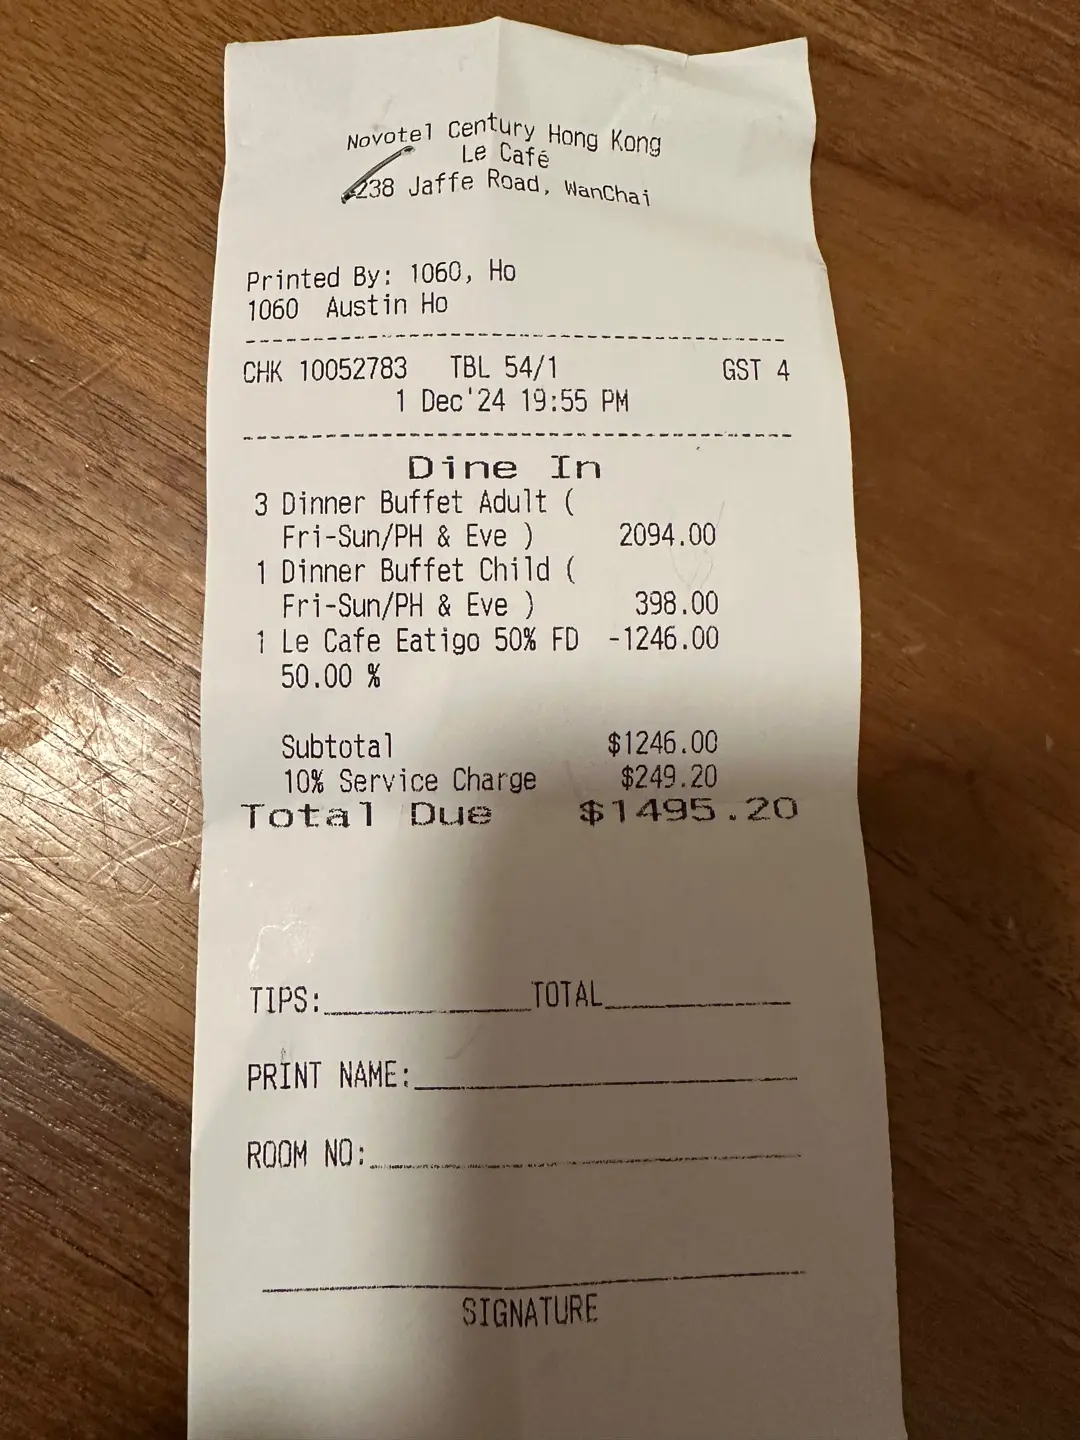 Novotel Century Hong Kong
Le Café
238 Jaffe Road, WanChai
Printed By: 1060, Ho
1060 Austin Ho
CHK 10052783 TBL 54/1 GST 4
1 Dec'24 19:55 PM
Dine In
3 Dinner Buffet Adult (
Fri-Sun/PH & Eve ) 2094.00
1 Dinner Buffet Child (
Fri-Sun/PH & Eve ) 398.00
1 Le Cafe Eatigo 50% FD -1246.00
50.00 %
Subtotal $1246.00
10% Service Charge $249.20
Total Due $1495.20
TIPS: TOTAL
PRINT NAME:
ROOM NO:
SIGNATURE